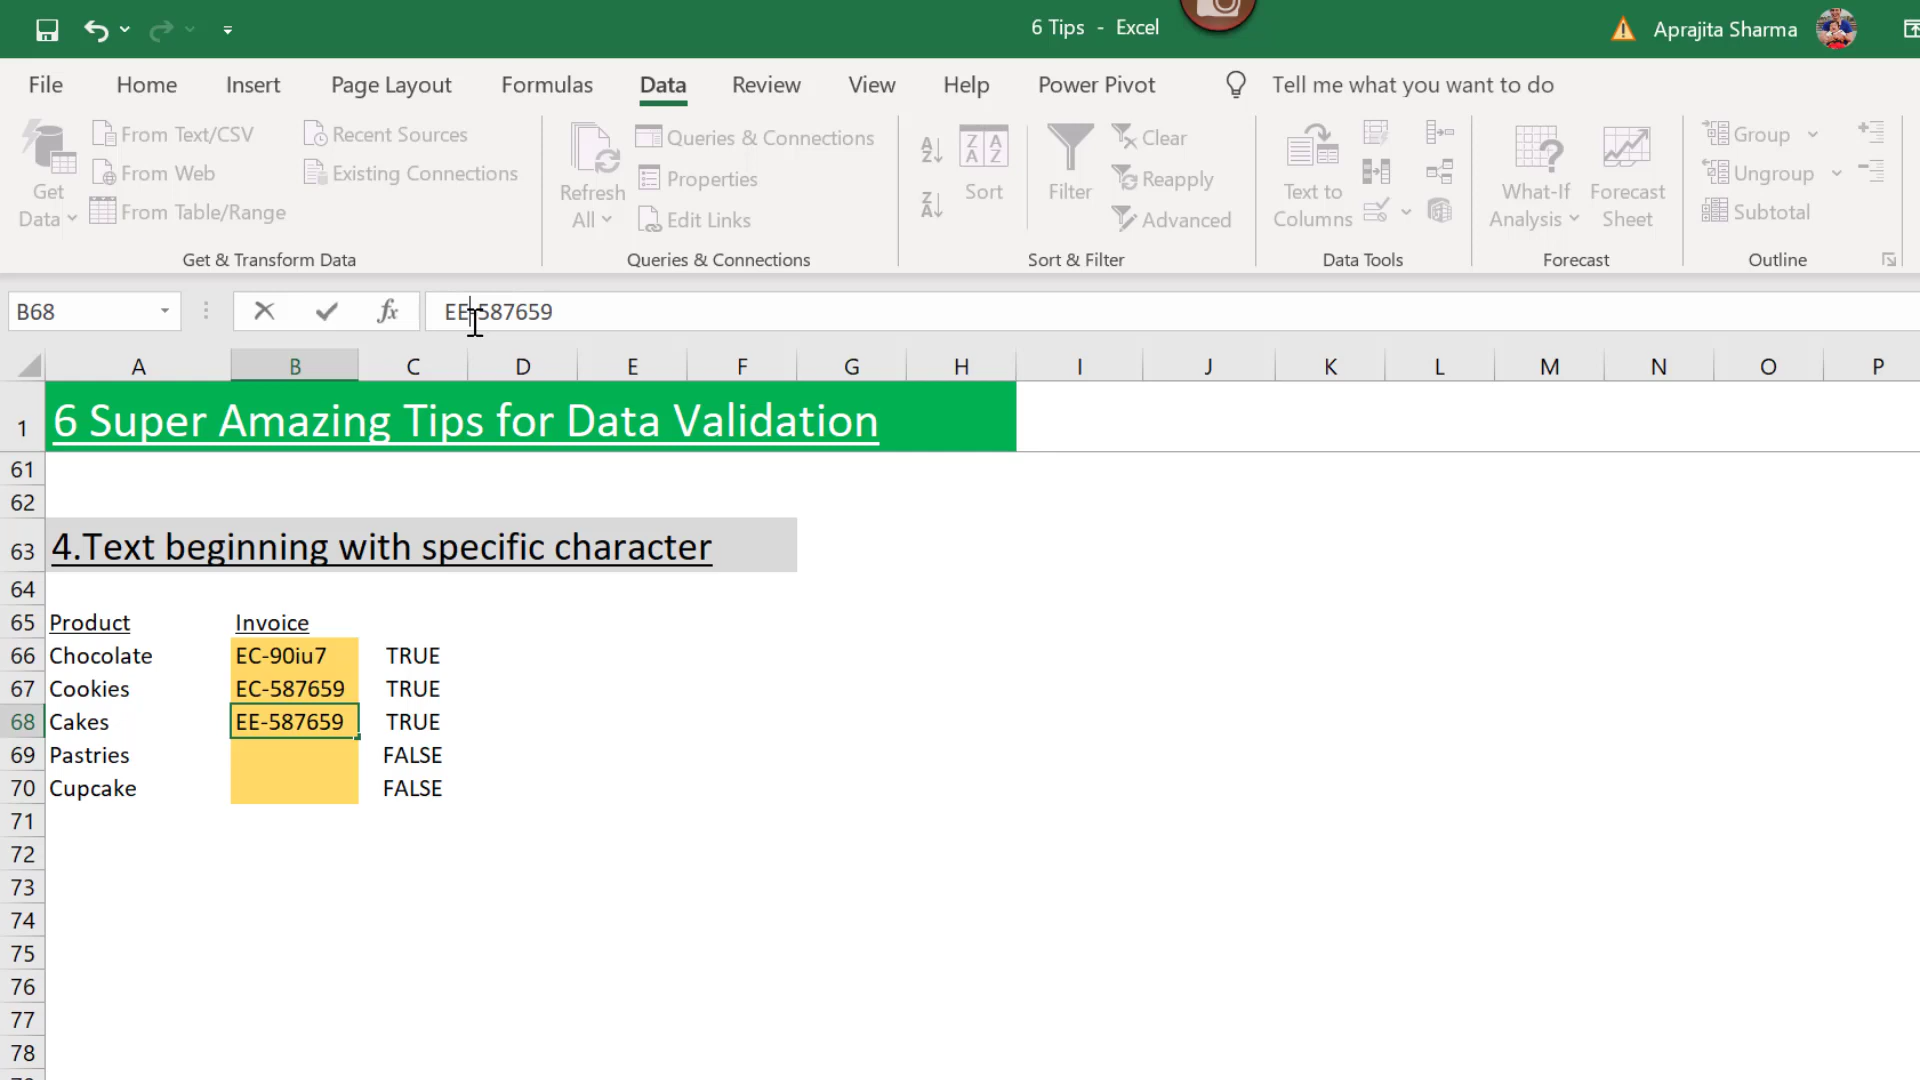 6 Tips - Excel
Aprajita Sharma
File Home Insert Page Layout Formulas Data Review View Help Power Pivot Tell me what you want to do
Get Data
From Text/CSV
From Web
From Table/Range
Recent Sources
Existing Connections
Get & Transform Data
Refresh All
Queries & Connections
Properties
Edit Links
Queries & Connections
Sort
Filter
Clear
Reapply
Advanced
Sort & Filter
Text to Columns
Data Tools
What-If Analysis
Forecast Sheet
Forecast
Group
Ungroup
Subtotal
Outline
B68 fx EE-587659
A B C D E F G H I J K L M N O P
1 6 Super Amazing Tips for Data Validation
61
62
63 4.Text beginning with specific character
64
65 Product Invoice
66 Chocolate EC-90iu7 TRUE
67 Cookies EC-587659 TRUE
68 Cakes EE-587659 TRUE
69 Pastries FALSE
70 Cupcake FALSE
71
72
73
74
75
76
77
78